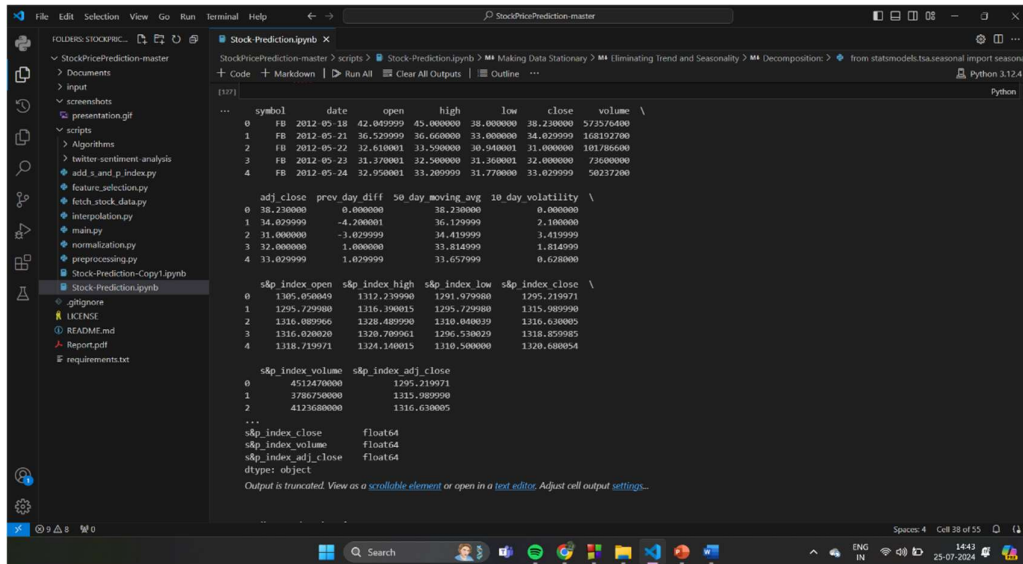 File Edit Selection View Go Run Terminal Help
StockPricePrediction-master
FOLDERS: STOCKPRIC...
Stock-Prediction.ipynb
StockPricePrediction-master > scripts > Stock-Prediction.ipynb > M↓ Making Data Stationary > M↓ Eliminating Trend and Seasonality > M↓ Decomposition: > from statsmodels.tsa.seasonal import season
+ Code + Markdown Run All Clear All Outputs Outline ...
Python 3.12.4
StockPricePrediction-master
Documents
input
screenshots
presentation.gif
scripts
Algorithms
twitter-sentiment-analysis
add_s_and_p_index.py
feature_selection.py
fetch_stock_data.py
interpolation.py
main.py
normalization.py
preprocessing.py
Stock-Prediction-Copy1.ipynb
Stock-Prediction.ipynb
.gitignore
LICENSE
README.md
Report.pdf
requirements.txt
[127]
Python
... symbol date open high low close volume \
0 FB 2012-05-18 42.049999 45.000000 38.000000 38.230000 573576400
1 FB 2012-05-21 36.529999 36.660000 33.000000 34.029999 168192700
2 FB 2012-05-22 32.610001 33.590000 30.940001 31.000000 101786600
3 FB 2012-05-23 31.370001 32.500000 31.360001 32.000000 73600000
4 FB 2012-05-24 32.950001 33.209999 31.770000 33.029999 50237200
adj_close prev_day_diff 50_day_moving_avg 10_day_volatility \
0 38.230000 0.000000 38.230000 0.000000
1 34.029999 -4.200001 36.129999 2.100000
2 31.000000 -3.029999 34.419999 3.419999
3 32.000000 1.000000 33.814999 1.814999
4 33.029999 1.029999 33.657999 0.628000
s&p_index_open s&p_index_high s&p_index_low s&p_index_close \
0 1305.050049 1312.239990 1291.979980 1295.219971
1 1295.729980 1316.390015 1295.729980 1315.989990
2 1316.089966 1328.489990 1310.040039 1316.630005
3 1316.020020 1320.709961 1296.530029 1318.859985
4 1318.719971 1324.140015 1310.500000 1320.680054
s&p_index_volume s&p_index_adj_close
0 4512470000 1295.219971
1 3786750000 1315.989990
2 4123680000 1316.630005
...
s&p_index_close float64
s&p_index_volume float64
s&p_index_adj_close float64
dtype: object
Output is truncated. View as a scrollable element or open in a text editor. Adjust cell output settings...
9 8 0
Spaces: 4 Cell 38 of 55
Search
ENG
IN
14:43
25-07-2024